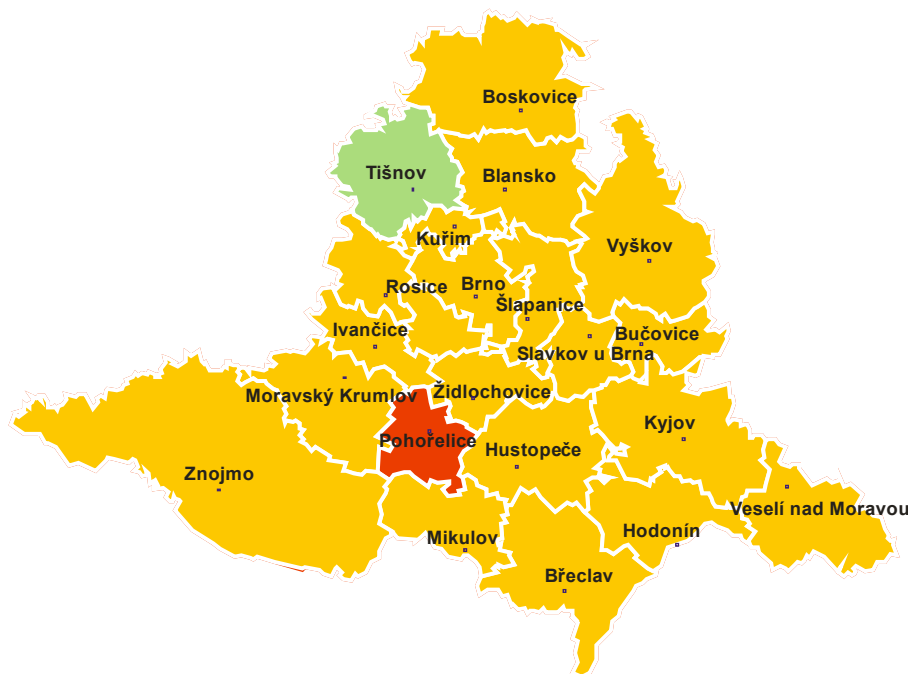 Boskovice
Tišnov
Blansko
Kuřim
Vyškov
Rosice
Brno
Šlapanice
Ivančice
Bučovice
Slavkov u Brna
Moravský Krumlov
Židlochovice
Kyjov
Pohořelice
Hustopeče
Znojmo
Veselí nad Moravou
Hodonín
Mikulov
Břeclav